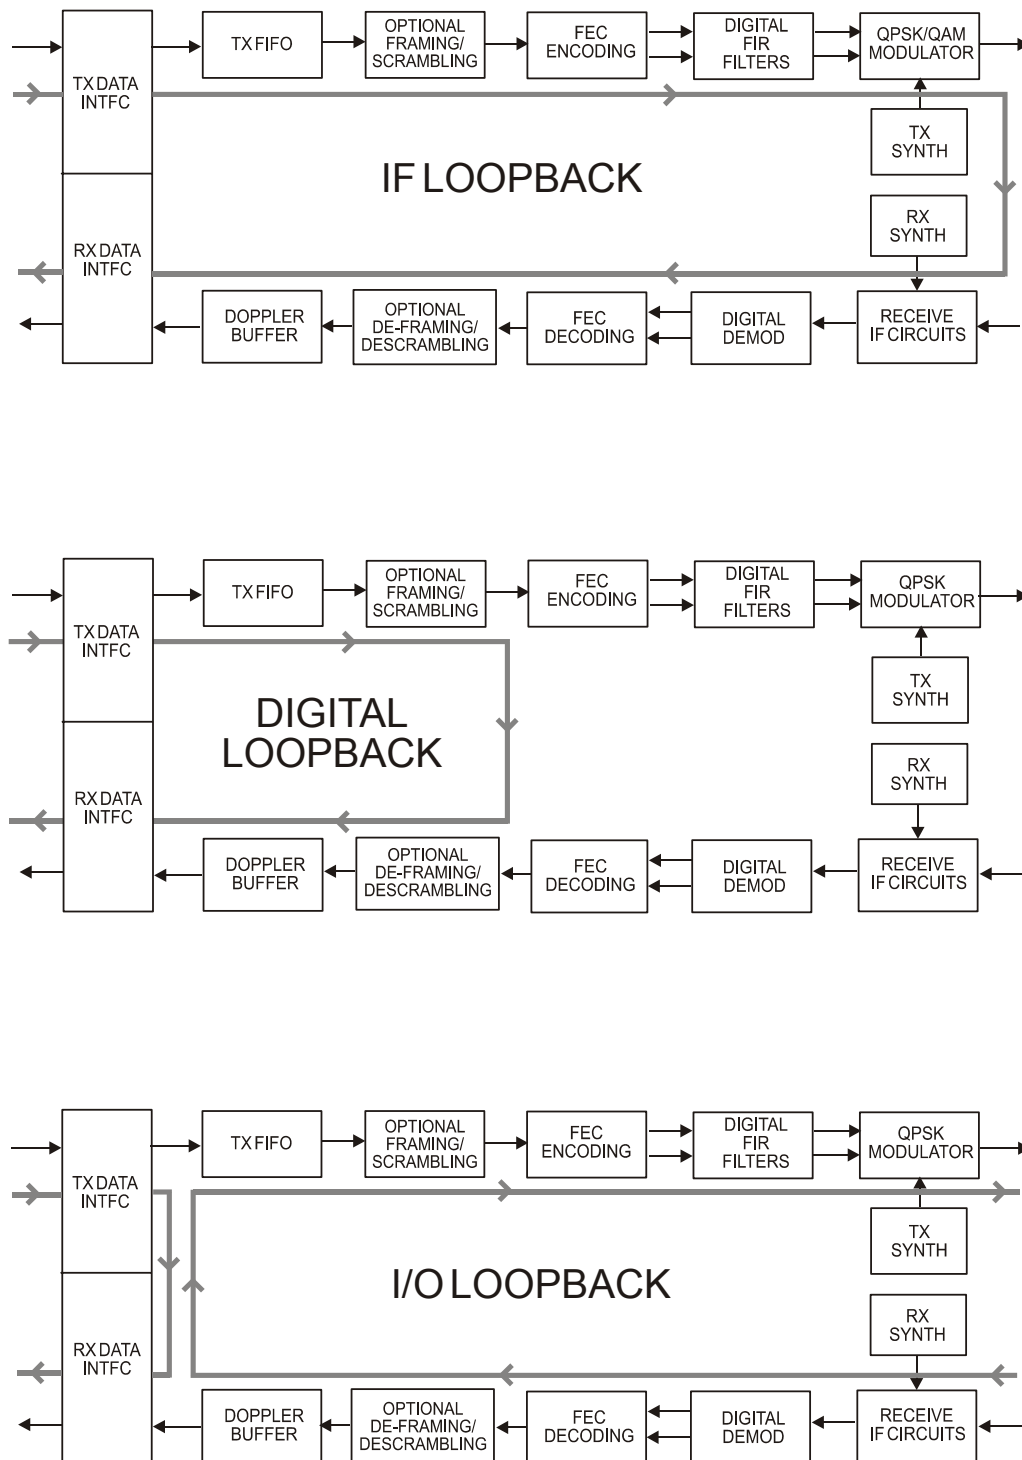 TX DATA
INTFC
TX FIFO
OPTIONAL
FRAMING/
SCRAMBLING
FEC
ENCODING
DIGITAL
FIR
FILTERS
QPSK/QAM
MODULATOR
TX
SYNTH
IF LOOPBACK
RX
SYNTH
RX DATA
INTFC
DOPPLER
BUFFER
OPTIONAL
DE-FRAMING/
DESCRAMBLING
FEC
DECODING
DIGITAL
DEMOD
RECEIVE
IF CIRCUITS
TX DATA
INTFC
TX FIFO
OPTIONAL
FRAMING/
SCRAMBLING
FEC
ENCODING
DIGITAL
FIR
FILTERS
QPSK
MODULATOR
TX
SYNTH
DIGITAL
LOOPBACK
RX
SYNTH
RX DATA
INTFC
DOPPLER
BUFFER
OPTIONAL
DE-FRAMING/
DESCRAMBLING
FEC
DECODING
DIGITAL
DEMOD
RECEIVE
IF CIRCUITS
TX DATA
INTFC
TX FIFO
OPTIONAL
FRAMING/
SCRAMBLING
FEC
ENCODING
DIGITAL
FIR
FILTERS
QPSK
MODULATOR
TX
SYNTH
I/O LOOPBACK
RX
SYNTH
RX DATA
INTFC
DOPPLER
BUFFER
OPTIONAL
DE-FRAMING/
DESCRAMBLING
FEC
DECODING
DIGITAL
DEMOD
RECEIVE
IF CIRCUITS